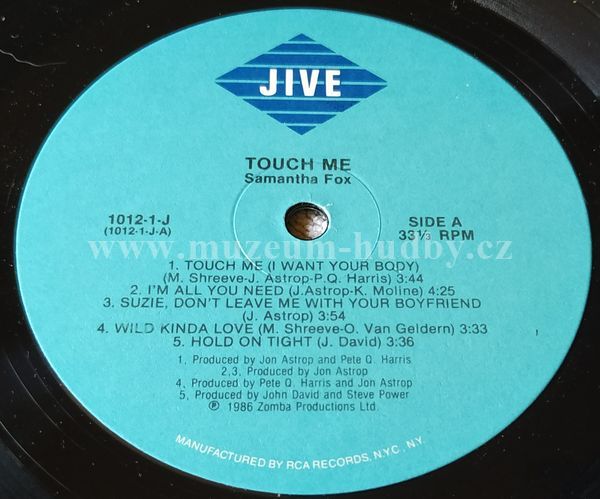 JIVE
TOUCH ME
Samantha Fox
1012-1-J
(1012-1-J-A)
SIDE A
33⅓ RPM
www.muzeum-hudby.cz
1. TOUCH ME (I WANT YOUR BODY)
(M. Shreeve-J. Astrop-P.Q. Harris) 3:44
2. I'M ALL YOU NEED (J.Astrop-K. Moline) 4:25
3. SUZIE, DON'T LEAVE ME WITH YOUR BOYFRIEND
(J. Astrop) 3:54
4. WILD KINDA LOVE (M. Shreeve-O. Van Geldern) 3:33
5. HOLD ON TIGHT (J. David) 3:36
1, Produced by Jon Astrop and Pete Q. Harris
2,3, Produced by Jon Astrop
4, Produced by Pete Q. Harris and Jon Astrop
5, Produced by John David and Steve Power
℗ 1986 Zomba Productions Ltd.
MANUFACTURED BY RCA RECORDS, N.Y.C., N.Y.